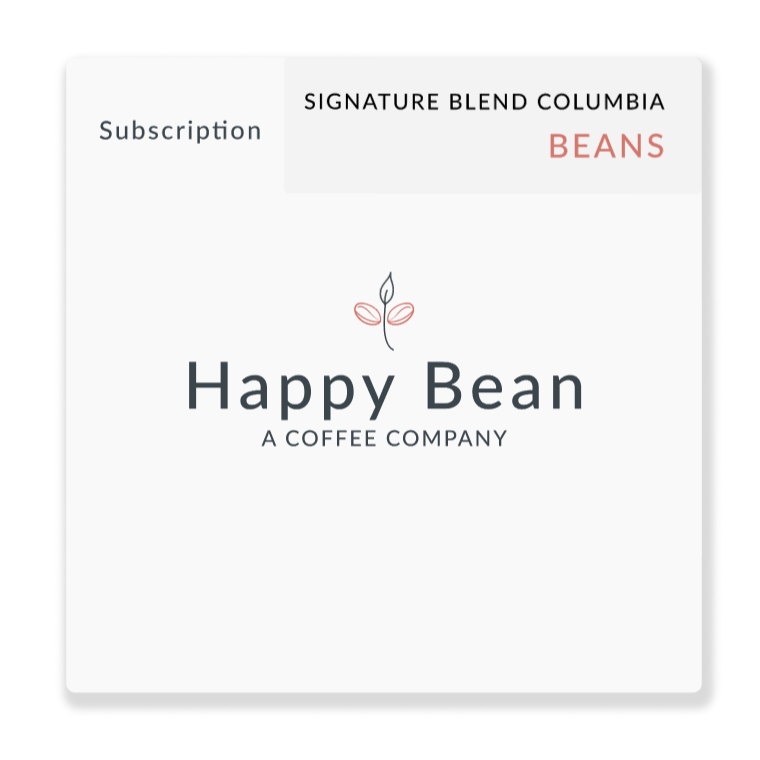 Subscription
SIGNATURE BLEND COLUMBIA
BEANS
Happy Bean
A COFFEE COMPANY